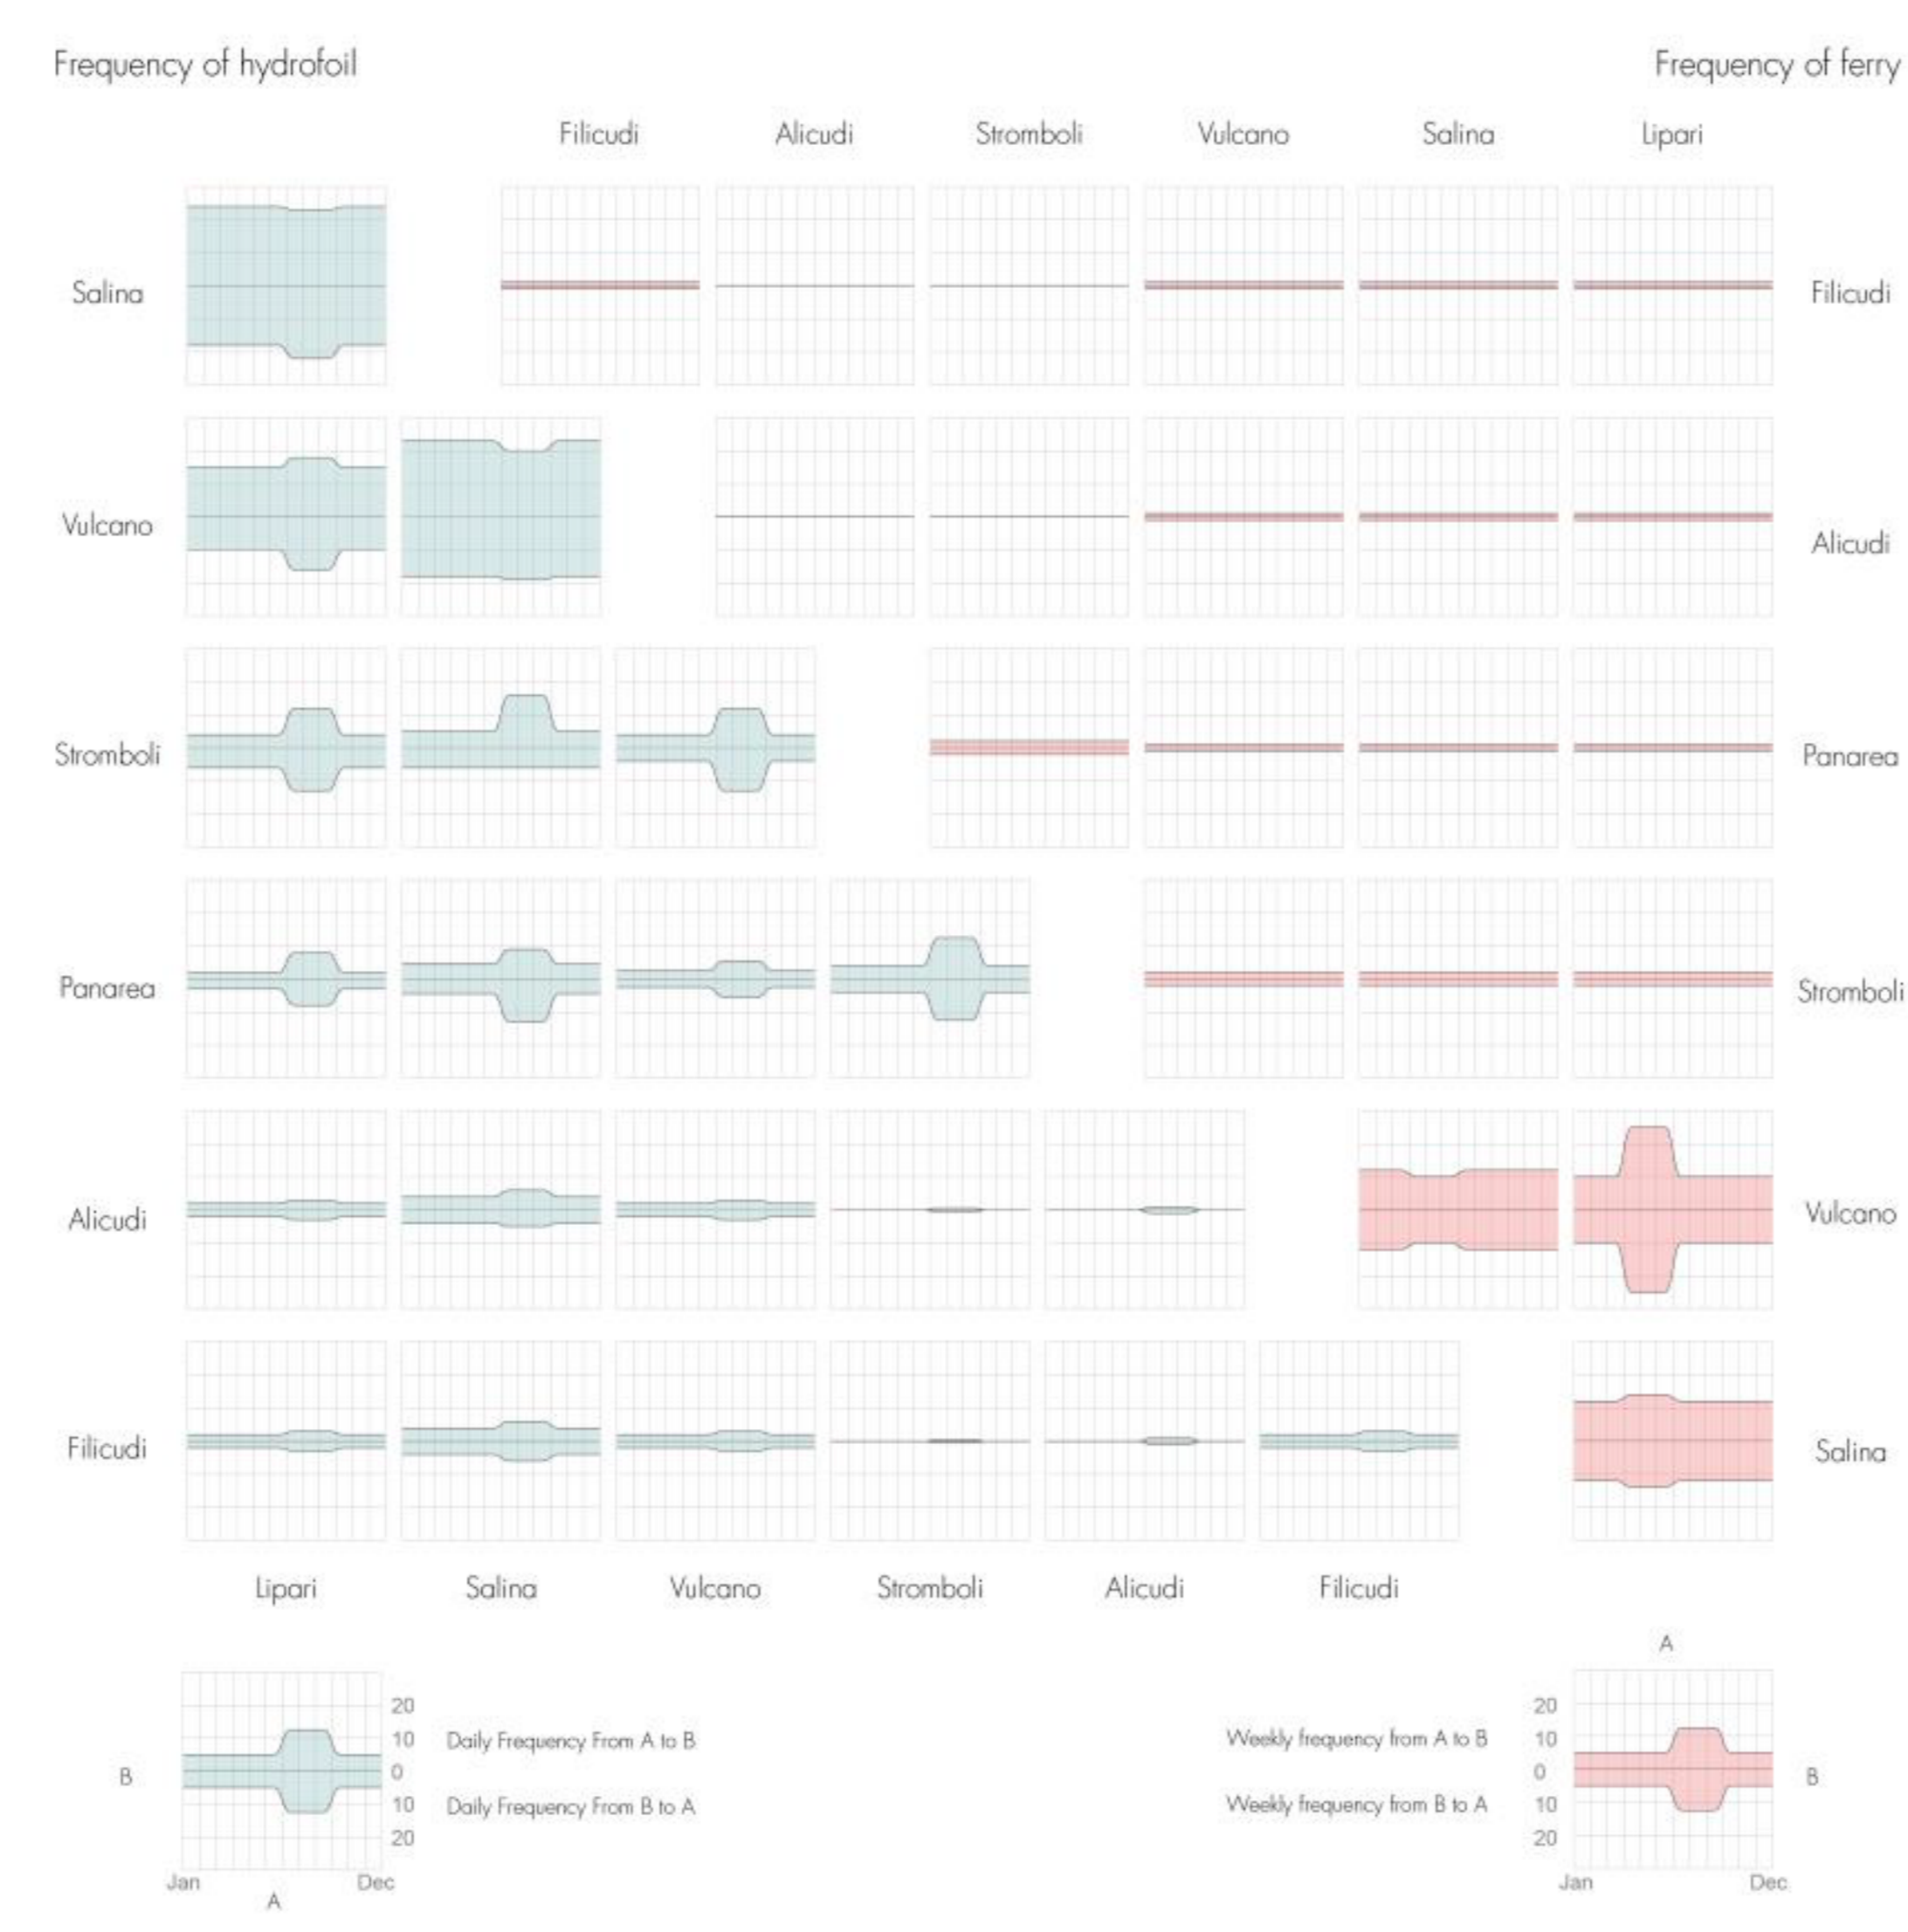 Frequency of hydrofoil
Frequency of ferry
Filicudi Alicudi Stromboli Vulcano Salina Lipari
Salina Filicudi
Vulcano Alicudi
Stromboli Panarea
Panarea Stromboli
Alicudi Vulcano
Filicudi Salina
Lipari Salina Vulcano Stromboli Alicudi Filicudi
20
10 Daily Frequency From A to B
B 0
10 Daily Frequency From B to A
20
Jan Dec
A
A
20
Weekly frequency from A to B 10
0 B
Weekly frequency from B to A 10
20
Jan Dec